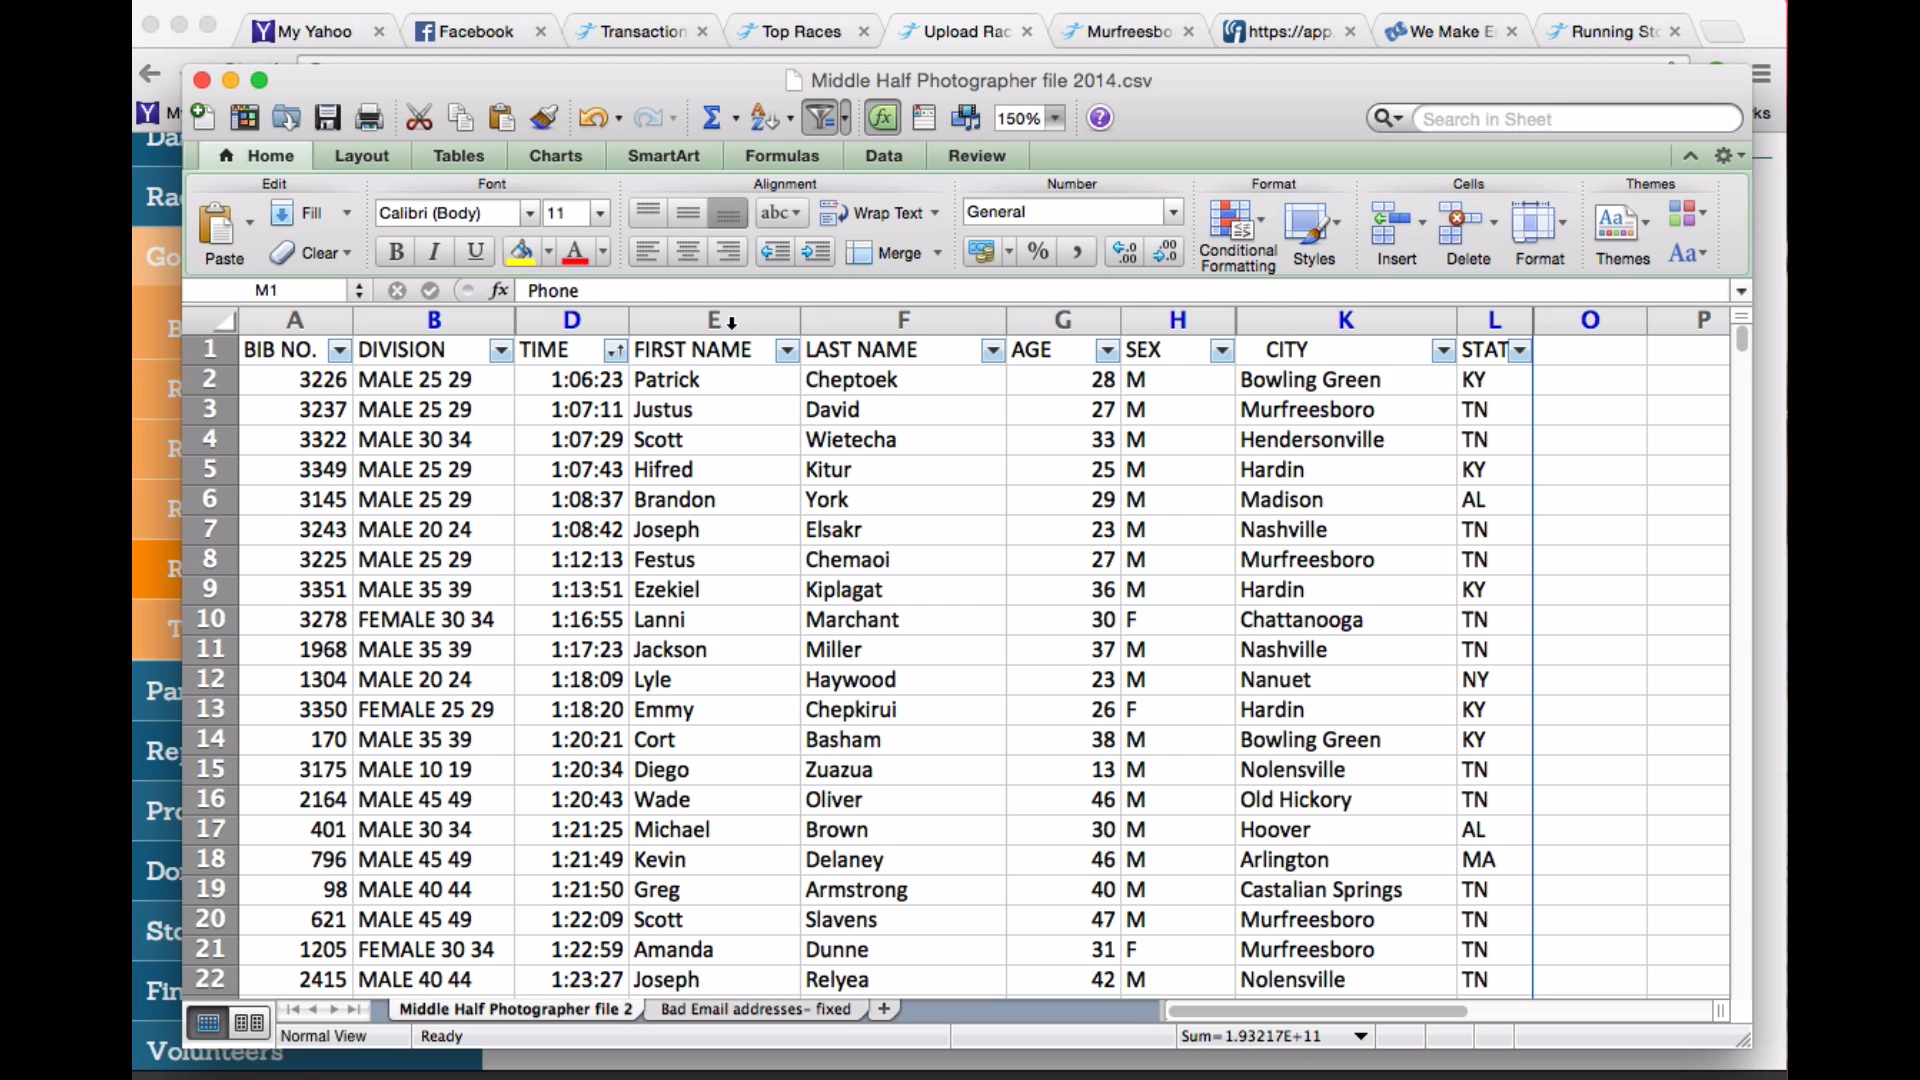 My Yahoo Facebook Transaction Top Races Upload Rac Murfreesbo https://app. We Make E Running Sto
Middle Half Photographer file 2014.csv
150% Search in Sheet
Home Layout Tables Charts SmartArt Formulas Data Review
Edit Font Alignment Number Format Cells Themes
Fill Calibri (Body) 11 abc Wrap Text General
Paste Clear B I U A Merge % Conditional Formatting Styles Insert Delete Format Themes Aa
M1 fx Phone
A B D E F G H K L O P
1 BIB NO. DIVISION TIME FIRST NAME LAST NAME AGE SEX CITY STAT
2 3226 MALE 25 29 1:06:23 Patrick Cheptoek 28 M Bowling Green KY
3 3237 MALE 25 29 1:07:11 Justus David 27 M Murfreesboro TN
4 3322 MALE 30 34 1:07:29 Scott Wietecha 33 M Hendersonville TN
5 3349 MALE 25 29 1:07:43 Hifred Kitur 25 M Hardin KY
6 3145 MALE 25 29 1:08:37 Brandon York 29 M Madison AL
7 3243 MALE 20 24 1:08:42 Joseph Elsakr 23 M Nashville TN
8 3225 MALE 25 29 1:12:13 Festus Chemaoi 27 M Murfreesboro TN
9 3351 MALE 35 39 1:13:51 Ezekiel Kiplagat 36 M Hardin KY
10 3278 FEMALE 30 34 1:16:55 Lanni Marchant 30 F Chattanooga TN
11 1968 MALE 35 39 1:17:23 Jackson Miller 37 M Nashville TN
12 1304 MALE 20 24 1:18:09 Lyle Haywood 23 M Nanuet NY
13 3350 FEMALE 25 29 1:18:20 Emmy Chepkirui 26 F Hardin KY
14 170 MALE 35 39 1:20:21 Cort Basham 38 M Bowling Green KY
15 3175 MALE 10 19 1:20:34 Diego Zuazua 13 M Nolensville TN
16 2164 MALE 45 49 1:20:43 Wade Oliver 46 M Old Hickory TN
17 401 MALE 30 34 1:21:25 Michael Brown 30 M Hoover AL
18 796 MALE 45 49 1:21:49 Kevin Delaney 46 M Arlington MA
19 98 MALE 40 44 1:21:50 Greg Armstrong 40 M Castalian Springs TN
20 621 MALE 45 49 1:22:09 Scott Slavens 47 M Murfreesboro TN
21 1205 FEMALE 30 34 1:22:59 Amanda Dunne 31 F Murfreesboro TN
22 2415 MALE 40 44 1:23:27 Joseph Relyea 42 M Nolensville TN
Middle Half Photographer file 2 Bad Email addresses- fixed
Normal View Ready Sum=1.93217E+11
Volunteers